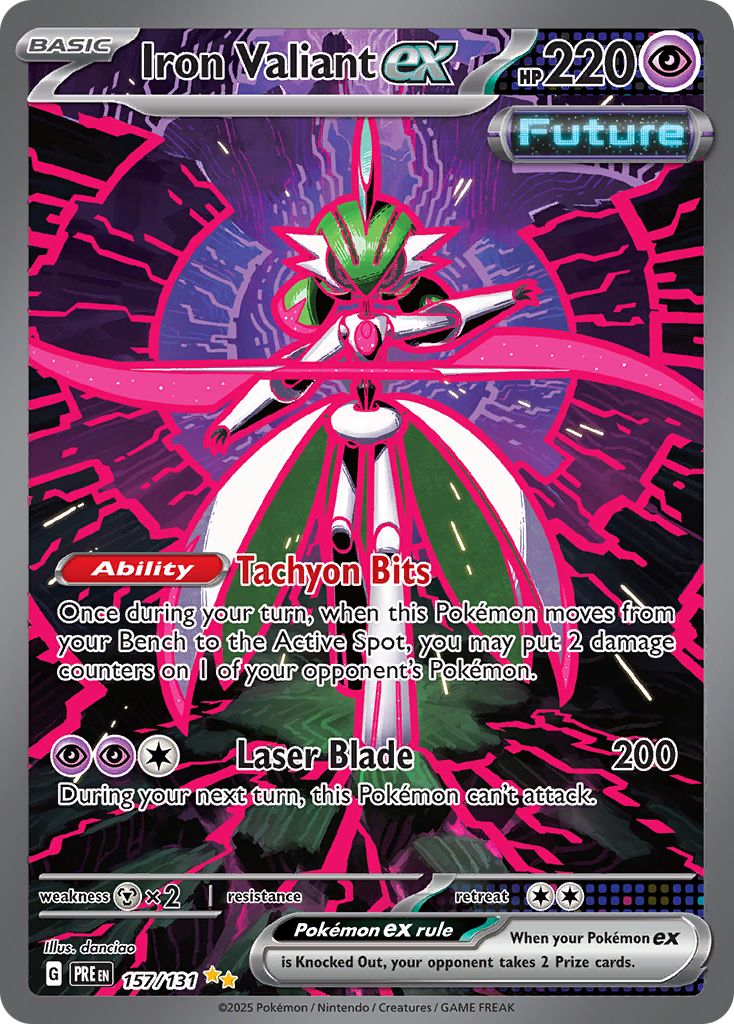 BASIC
Iron Valiant ex
HP 220
Future
Ability Tachyon Bits
Once during your turn, when this Pokémon moves from
your Bench to the Active Spot, you may put 2 damage
counters on 1 of your opponent's Pokémon.
Laser Blade 200
During your next turn, this Pokémon can't attack.
weakness ×2 resistance retreat
Pokémon ex rule
When your Pokémon ex
is Knocked Out, your opponent takes 2 Prize cards.
Illus. danciao
G PRE EN 157/131
©2025 Pokémon / Nintendo / Creatures / GAME FREAK